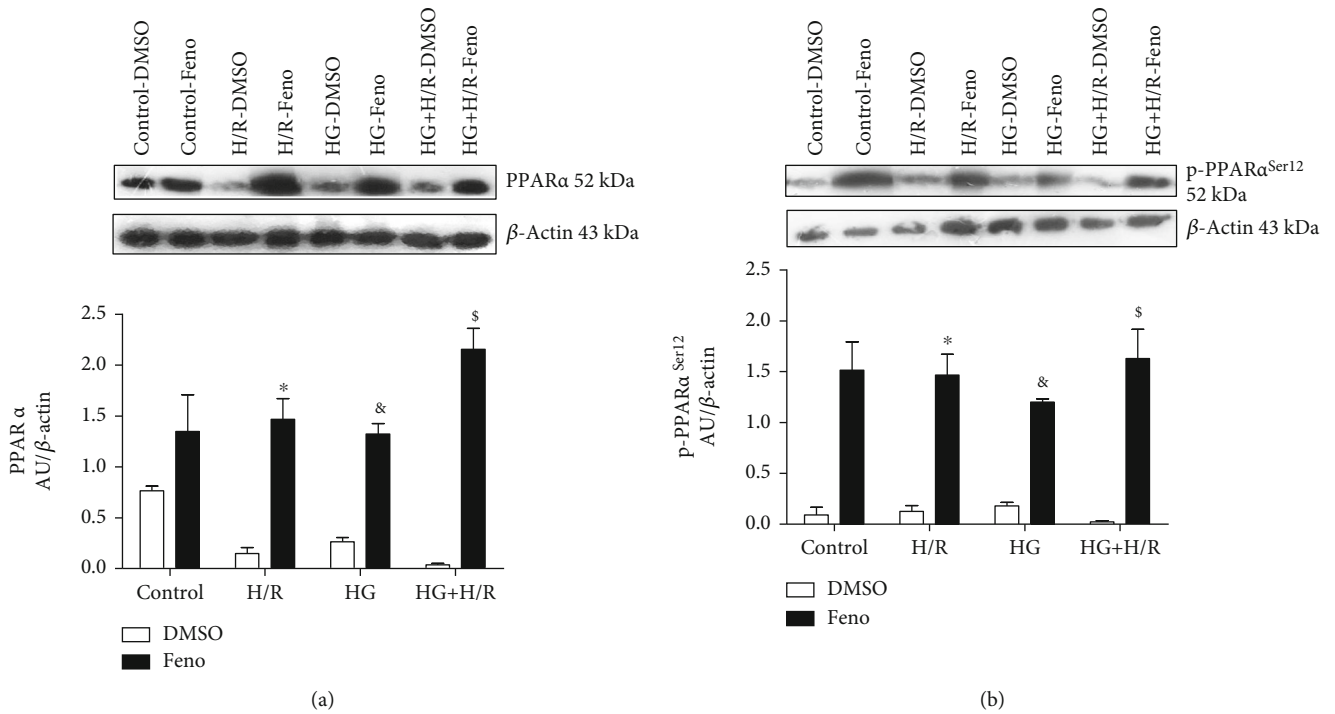 Control-DMSO
Control-Feno
H/R-DMSO
H/R-Feno
HG-DMSO
HG-Feno
HG+H/R-DMSO
HG+H/R-Feno
PPARα 52 kDa
β-Actin 43 kDa
2.5
2.0
1.5
1.0
0.5
0.0
PPAR α
AU/β-actin
*
&
$
Control
H/R
HG
HG+H/R
DMSO
Feno
(a)
Control-DMSO
Control-Feno
H/R-DMSO
H/R-Feno
HG-DMSO
HG-Feno
HG+H/R-DMSO
HG+H/R-Feno
p-PPARα^Ser12
52 kDa
β-Actin 43 kDa
2.5
2.0
1.5
1.0
0.5
0.0
p-PPARα ^Ser12
AU/β-actin
*
&
$
Control
H/R
HG
HG+H/R
DMSO
Feno
(b)